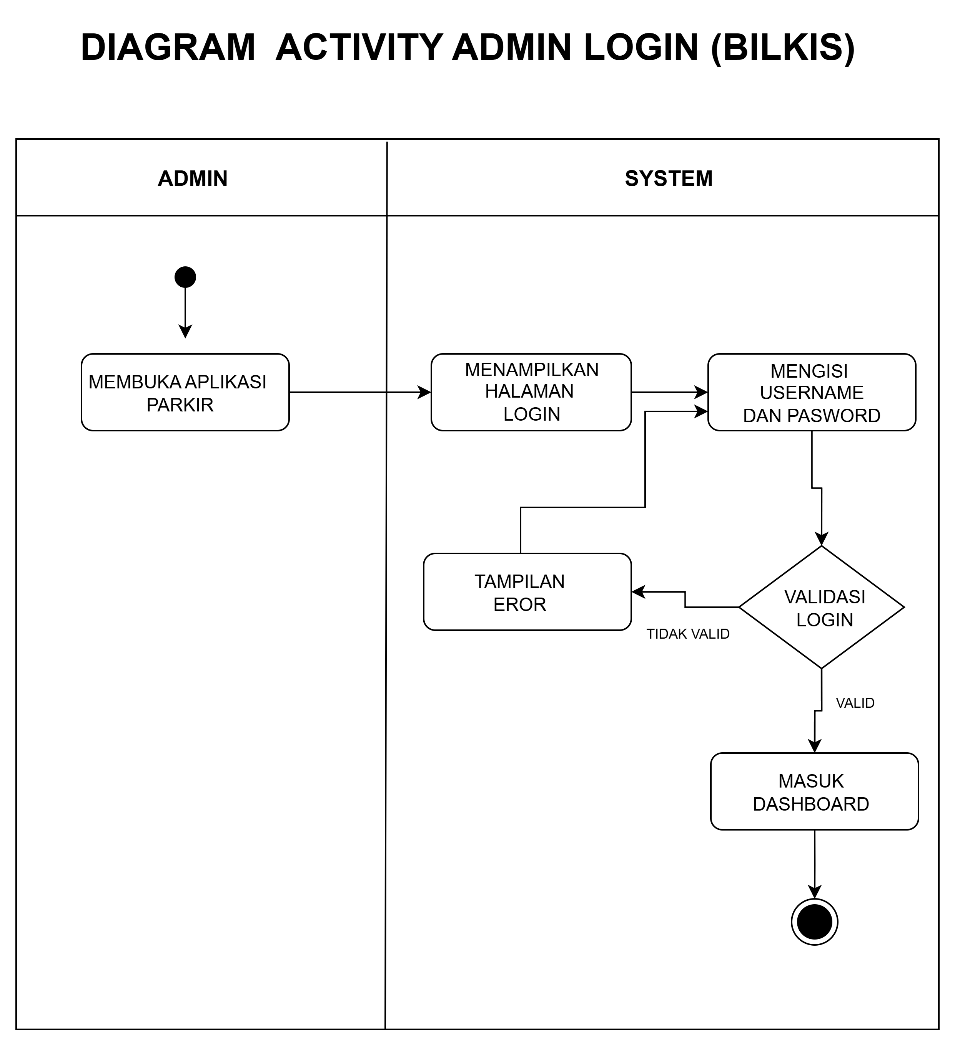 DIAGRAM ACTIVITY ADMIN LOGIN (BILKIS)
ADMIN
SYSTEM
MEMBUKA APLIKASI
PARKIR
MENAMPILKAN
HALAMAN
LOGIN
MENGISI
USERNAME
DAN PASWORD
TAMPILAN
EROR
VALIDASI
LOGIN
TIDAK VALID
VALID
MASUK
DASHBOARD